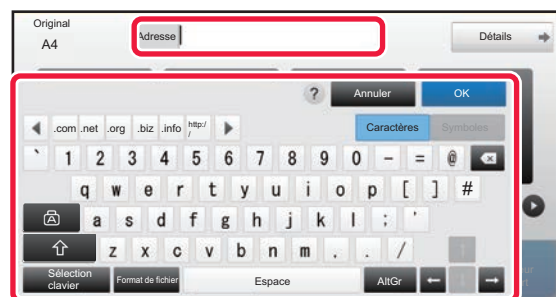 Original
A4
Adresse
Détails
?
Annuler
OK
.com .net .org .biz .info http://
Caractères
Symboles
` 1 2 3 4 5 6 7 8 9 0 - = @
q w e r t y u i o p [ ] #
a s d f g h j k l ; '
z x c v b n m . . /
Sélection clavier
Format de fichier
Espace
AltGr